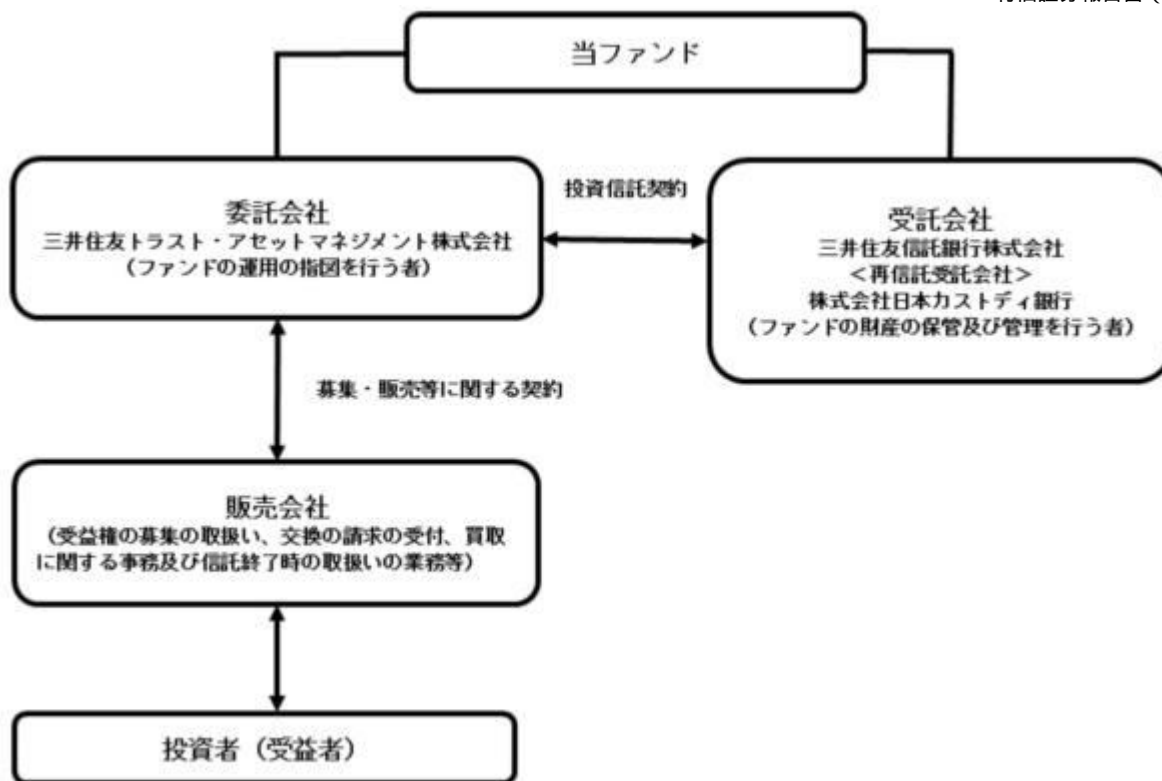 当ファンド
委託会社
三井住友トラスト・アセットマネジメント株式会社
（ファンドの運用の指図を行う者）
投資信託契約
受託会社
三井住友信託銀行株式会社
＜再信託受託会社＞
株式会社日本カストディ銀行
（ファンドの財産の保管及び管理を行う者）
募集・販売等に関する契約
販売会社
（受益権の募集の取扱い、交換の請求の受付、買取
に関する事務及び信託終了時の取扱いの業務等）
投資者（受益者）